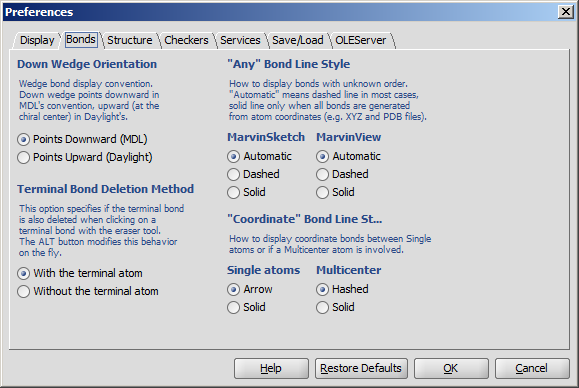 Preferences
Display Bonds Structure Checkers Services Save/Load OLEServer
Down Wedge Orientation
Wedge bond display convention.
Down wedge points downward in
MDL's convention, upward (at the
chiral center) in Daylight's.
Points Downward (MDL)
Points Upward (Daylight)
Terminal Bond Deletion Method
This option specifies if the terminal bond
is also deleted when clicking on a
terminal bond with the eraser tool.
The ALT button modifies this behavior
on the fly.
With the terminal atom
Without the terminal atom
"Any" Bond Line Style
How to display bonds with unknown order.
"Automatic" means dashed line in most cases,
solid line only when all bonds are generated
from atom coordinates (e.g. XYZ and PDB files).
MarvinSketch MarvinView
Automatic Automatic
Dashed Dashed
Solid Solid
"Coordinate" Bond Line St...
How to display coordinate bonds between Single
atoms or if a Multicenter atom is involved.
Single atoms Multicenter
Arrow Hashed
Solid Solid
Help Restore Defaults OK Cancel